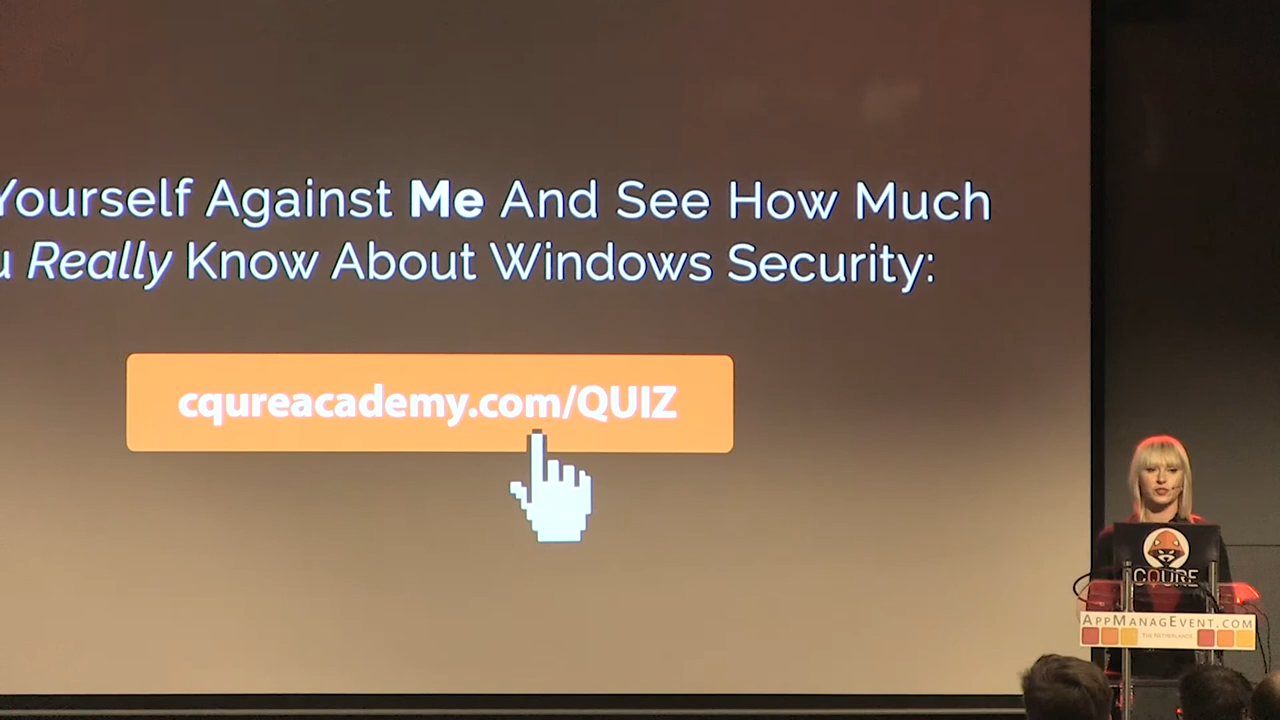 Yourself Against Me And See How Much
u Really Know About Windows Security:
cqureacademy.com/QUIZ
CQURE
APPMANAGEVENT.COM
THE NETHERLANDS